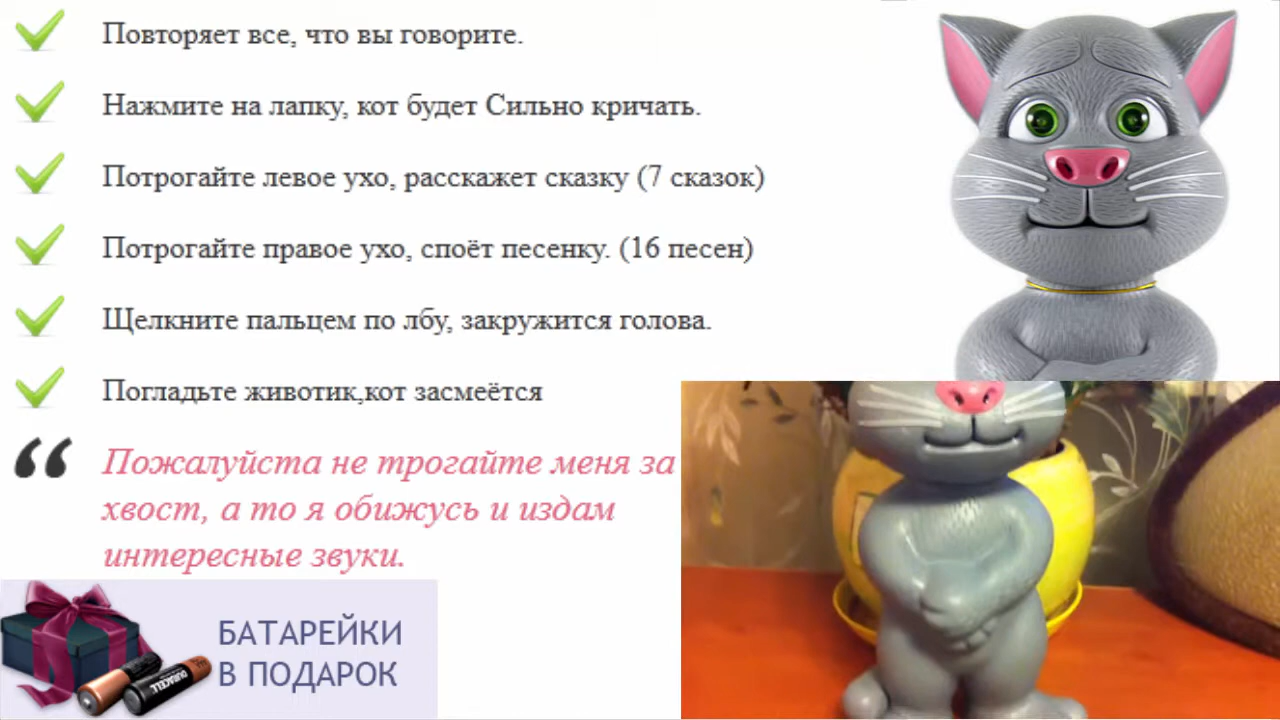 Повторяет все, что вы говорите.
Нажмите на лапку, кот будет Сильно кричать.
Потрогайте левое ухо, расскажет сказку (7 сказок)
Потрогайте правое ухо, споёт песенку. (16 песен)
Щелкните пальцем по лбу, закружится голова.
Погладьте животик,кот засмеётся
“ Пожалуйста не трогайте меня за
хвост, а то я обижусь и издам
интересные звуки.
БАТАРЕЙКИ
В ПОДАРОК
DURACELL